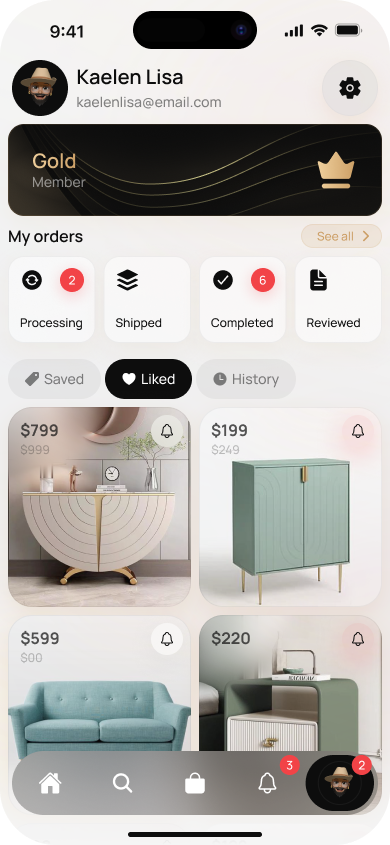 9:41
Kaelen Lisa
kaelenlisa@email.com
Gold
Member
My orders
See all
2
6
Processing
Shipped
Completed
Reviewed
Saved
Liked
History
$799
$999
$199
$249
$599
$00
$220
3
2